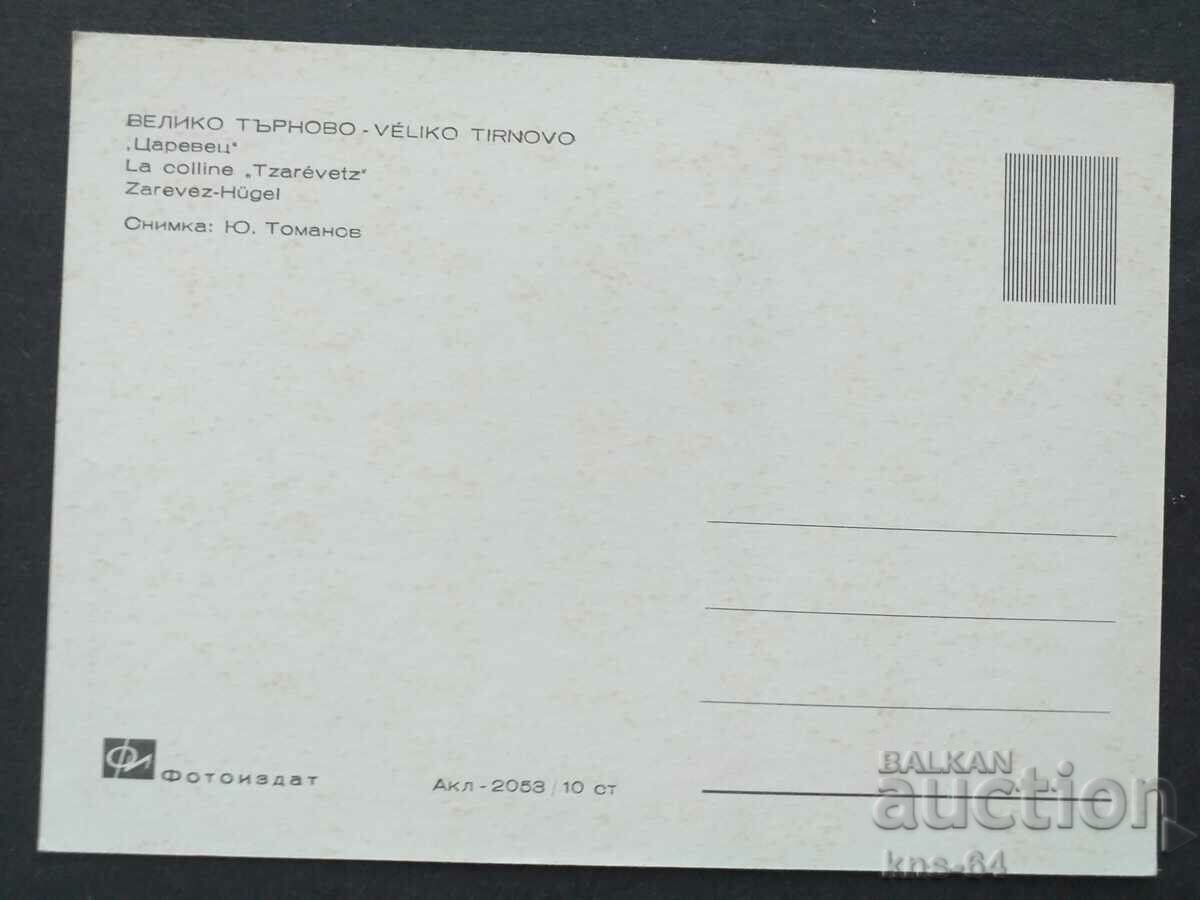 ВЕЛИКО ТЪРНОВО - VÉLIKO TIRNOVO
„Царевец"
La colline „Tzarévetz"
Zarevez-Hügel
Снимка: Ю. Томанов
ФИ Фотоиздат
Акл - 2053 / 10 ст
BALKAN
auction
kns-64